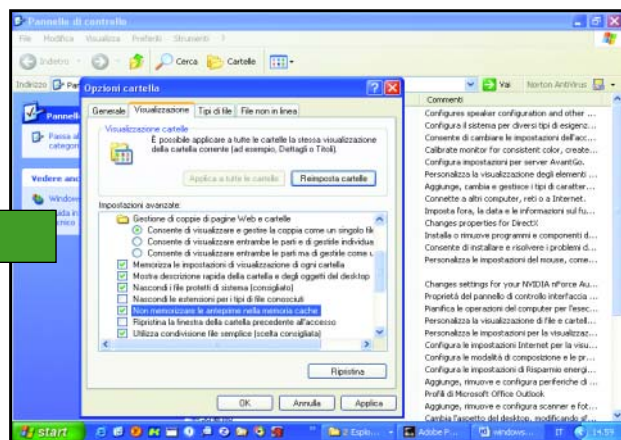 Pannello di controllo
File Modifica Visualizza Preferiti Strumenti ?
Indietro Cerca Cartelle
Indirizzo Pan Vai Norton AntiVirus
Opzioni cartella
Generale Visualizzazione Tipi di file File non in linea
Visualizzazione cartelle
È possibile applicare a tutte le cartelle la stessa visualizzazione
della cartella corrente (ad esempio, Dettagli o Titoli).
Applica a tutte le cartelle Reimposta cartelle
Impostazioni avanzate:
Gestione di coppie di pagine Web e cartelle
Consente di visualizzare e gestire la coppia come un singolo file
Consente di visualizzare entrambe le parti e di gestirle individua
Consente di visualizzare entrambe le parti ma di gestirle come u
Memorizza le impostazioni di visualizzazione di ogni cartella
Mostra descrizione rapida della cartella e degli oggetti del desktop
Nascondi i file protetti di sistema (consigliato)
Nascondi le estensioni per i tipi di file conosciuti
Non memorizzare le anteprime nella memoria cache
Ripristina la finestra della cartella precedente all'accesso
Utilizza condivisione file semplice (scelta consigliata)
Ripristina
OK Annulla Applica
Pannell
Passa al
categori
Vedere anc
Window
Commenti
Configures speaker configuration and other ...
Configura il sistema per diversi tipi di esigenz...
Consente di cambiare le impostazioni dell'acc...
Calibrate monitor for consistent color, create...
Configura impostazioni per server AvantGo.
Personalizza la visualizzazione degli elementi ...
Aggiunge, cambia e gestisce i tipi di caratter...
Connette a altri computer, reti o a Internet.
Imposta l'ora, la data e le informazioni sul fu...
Changes properties for DirectX
Installa o rimuove programmi e componenti d...
Consente di installare e risolvere i problemi d...
Personalizza le impostazioni del mouse, come...
Changes settings for your NVIDIA nForce Au...
Proprietà del pannello di controllo interfaccia ...
Pianifica le operazioni del computer per l'esec...
Personalizza la visualizzazione di file e cartell...
Personalizza le impostazioni per la visualizzaz...
Configura le impostazioni Internet per la visu...
Configura le modalità di composizione e le pr...
Configura le impostazioni di Risparmio energi...
Aggiunge, rimuove e configura periferiche di ...
Profili di Microsoft Office Outlook
Aggiunge, rimuove e configura scanner e fot...
Cambia l'aspetto del desktop, modificando sf...
start 2 Esplo... Adobe P... windows... IT 14.59